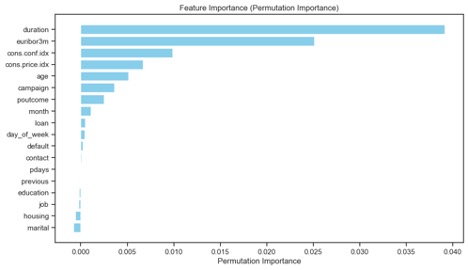 Feature Importance (Permutation Importance)
duration
euribor3m
cons.conf.idx
cons.price.idx
age
campaign
poutcome
month
loan
day_of_week
default
contact
pdays
previous
education
job
housing
marital
0.000 0.005 0.010 0.015 0.020 0.025 0.030 0.035 0.040
Permutation Importance